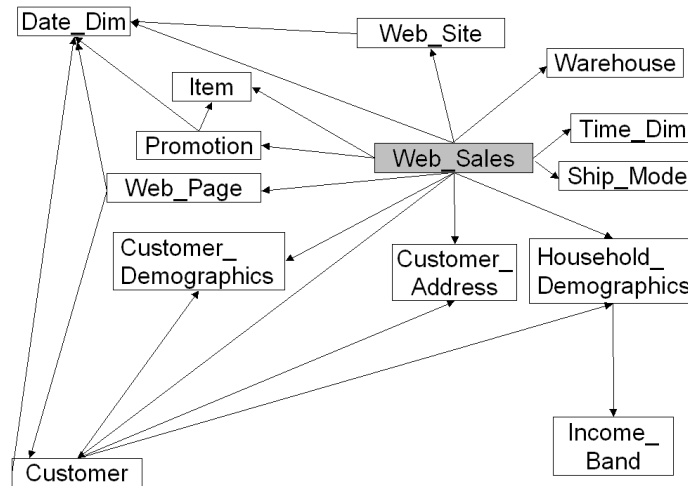 Date_Dim
Web_Site
Warehouse
Item
Time_Dim
Promotion
Web_Sales
Ship_Mode
Web_Page
Customer_
Demographics
Customer_
Address
Household_
Demographics
Income_
Band
Customer